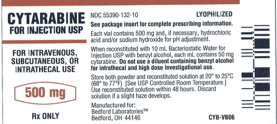 CYTARABINE
FOR INJECTION USP
FOR INTRAVENOUS,
SUBCUTANEOUS, OR
INTRATHECAL USE
500 mg
Rx ONLY
NDC 55390-132-10 LYOPHILIZED
See package insert for complete prescribing information.
Each vial contains 500 mg and, if necessary, hydrochloric
acid and/or sodium hydroxide for pH adjustment.
When reconstituted with 10 mL Bacteriostatic Water for
Injection USP with benzyl alcohol, each mL contains 50 mg
cytarabine. Do not use a diluent containing benzyl alcohol
for intrathecal and high dose investigational use.
Store both powder and reconstituted solution at 20° to 25°C
(68° to 77°F). [See USP Controlled Room Temperature.]
Use reconstituted solution within 48 hours. Discard
solution if a slight haze develops.
Manufactured for:
Bedford Laboratories™
Bedford, OH 44146
CYB-VB06